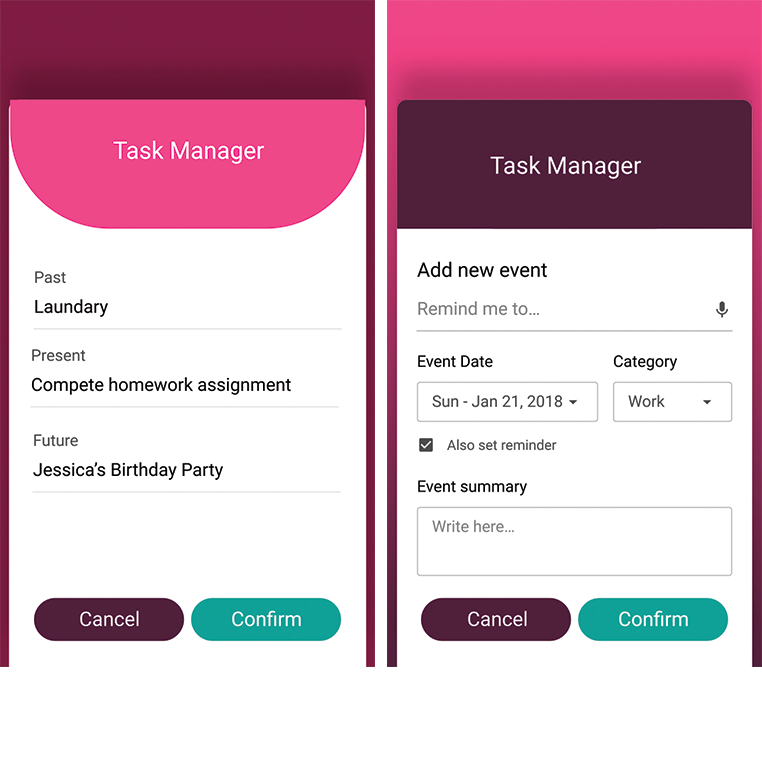 Task Manager
Past
Laundary
Present
Compete homework assignment
Future
Jessica’s Birthday Party
Cancel
Confirm
Task Manager
Add new event
Remind me to...
Event Date
Category
Sun - Jan 21, 2018
Work
Also set reminder
Event summary
Write here...
Cancel
Confirm